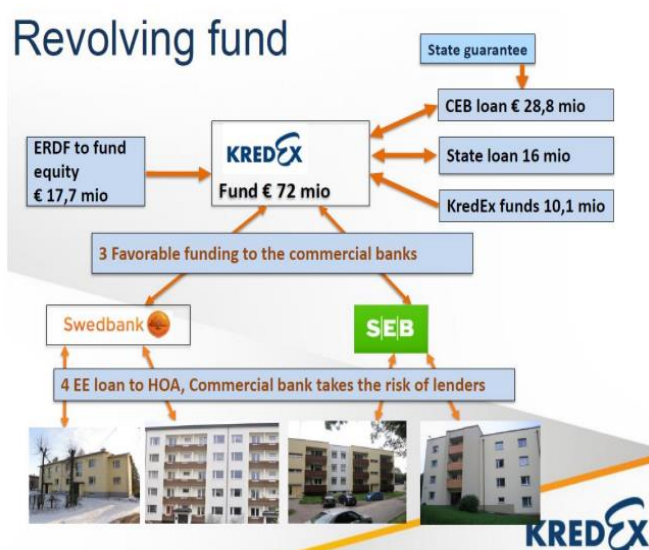 Revolving fund
State guarantee
CEB loan € 28,8 mio
ERDF to fund
equity
€ 17,7 mio
KREDEX
Fund € 72 mio
State loan 16 mio
KredEx funds 10,1 mio
3 Favorable funding to the commercial banks
Swedbank
SEB
4 EE loan to HOA, Commercial bank takes the risk of lenders
KREDEX